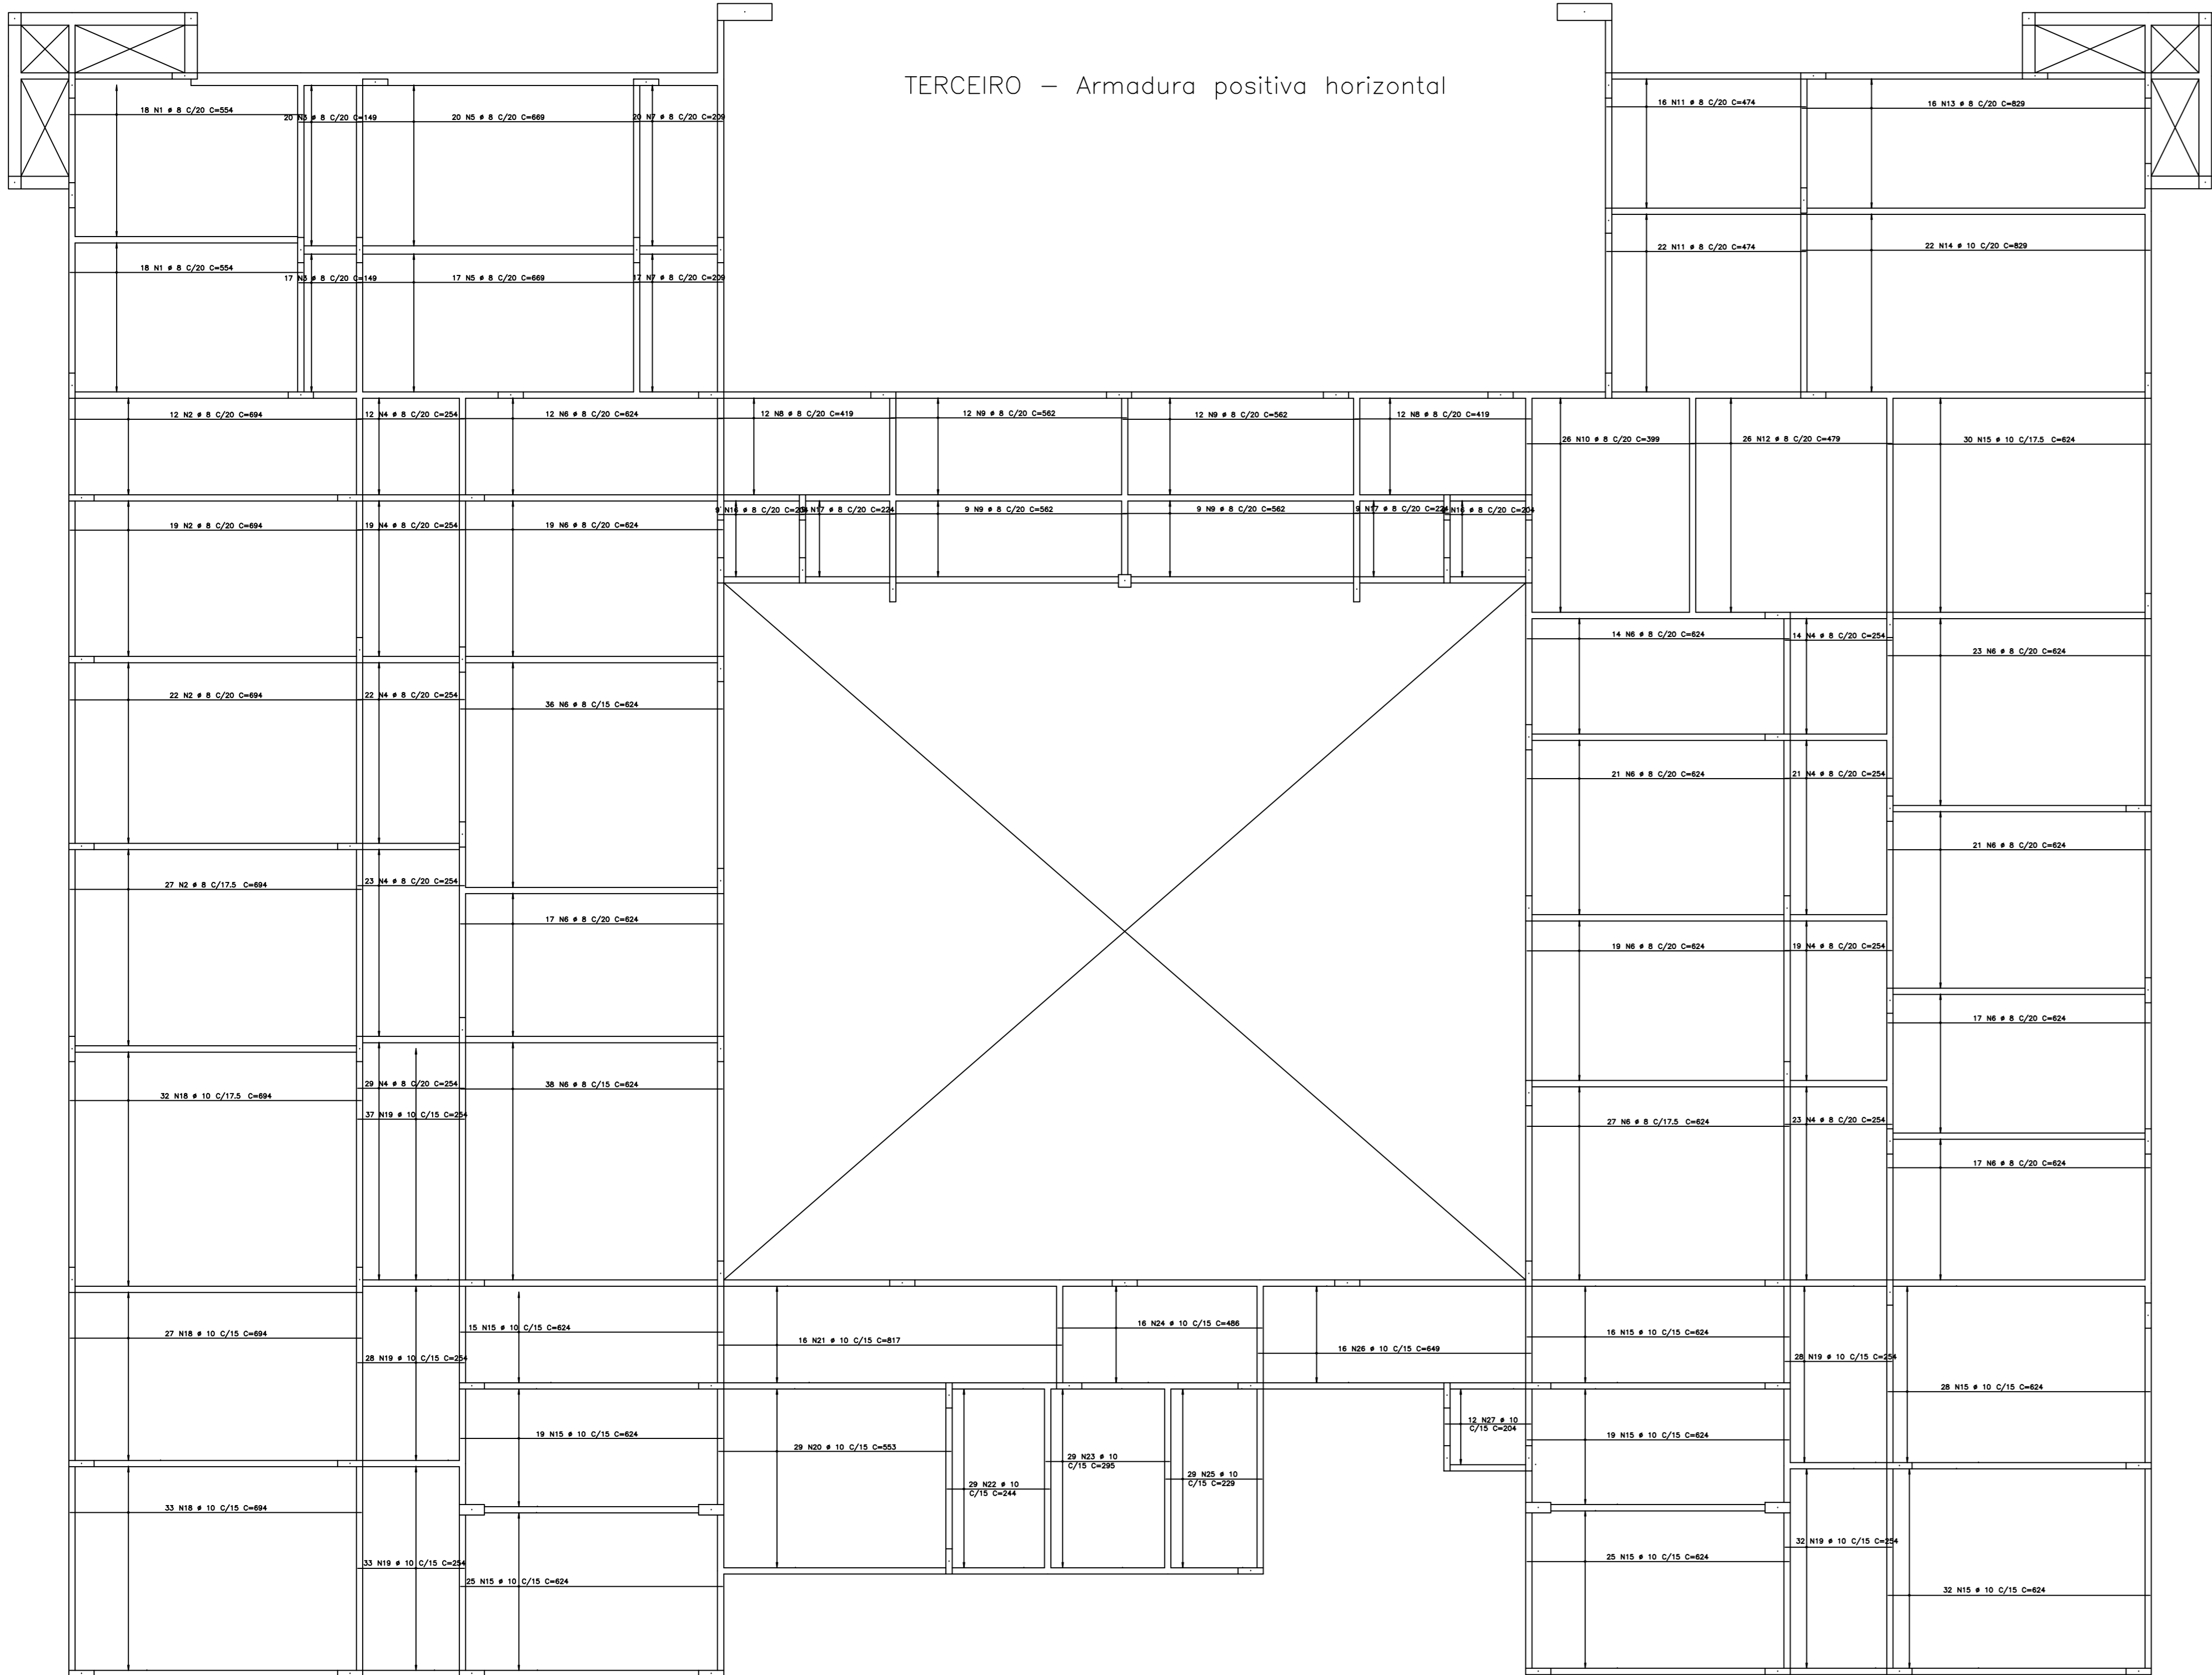 TERCEIRO – Armadura positiva horizontal
18 N1 ø 8 C/20 C=554
20 N3 ø 8 C/20 C=149
20 N5 ø 8 C/20 C=669
20 N7 ø 8 C/20 C=209
16 N11 ø 8 C/20 C=474
16 N13 ø 8 C/20 C=829
18 N1 ø 8 C/20 C=554
17 N3 ø 8 C/20 C=149
17 N5 ø 8 C/20 C=669
17 N7 ø 8 C/20 C=209
22 N11 ø 8 C/20 C=474
22 N14 ø 10 C/20 C=829
12 N2 ø 8 C/20 C=694
12 N4 ø 8 C/20 C=254
12 N6 ø 8 C/20 C=624
12 N8 ø 8 C/20 C=419
12 N9 ø 8 C/20 C=562
12 N9 ø 8 C/20 C=562
12 N8 ø 8 C/20 C=419
26 N10 ø 8 C/20 C=399
26 N12 ø 8 C/20 C=479
30 N15 ø 10 C/17.5 C=624
19 N2 ø 8 C/20 C=694
19 N4 ø 8 C/20 C=254
19 N6 ø 8 C/20 C=624
9 N16 ø 8 C/20 C=204
N17 ø 8 C/20 C=224
9 N9 ø 8 C/20 C=562
9 N9 ø 8 C/20 C=562
9 N17 ø 8 C/20 C=224
N16 ø 8 C/20 C=204
14 N6 ø 8 C/20 C=624
14 N4 ø 8 C/20 C=254
23 N6 ø 8 C/20 C=624
22 N2 ø 8 C/20 C=694
22 N4 ø 8 C/20 C=254
36 N6 ø 8 C/15 C=624
21 N6 ø 8 C/20 C=624
21 N4 ø 8 C/20 C=254
21 N6 ø 8 C/20 C=624
27 N2 ø 8 C/17.5 C=694
23 N4 ø 8 C/20 C=254
17 N6 ø 8 C/20 C=624
19 N6 ø 8 C/20 C=624
19 N4 ø 8 C/20 C=254
17 N6 ø 8 C/20 C=624
32 N18 ø 10 C/17.5 C=694
29 N4 ø 8 C/20 C=254
38 N6 ø 8 C/15 C=624
37 N19 ø 10 C/15 C=254
27 N6 ø 8 C/17.5 C=624
23 N4 ø 8 C/20 C=254
17 N6 ø 8 C/20 C=624
27 N18 ø 10 C/15 C=694
28 N19 ø 10 C/15 C=254
15 N15 ø 10 C/15 C=624
16 N21 ø 10 C/15 C=817
16 N24 ø 10 C/15 C=486
16 N26 ø 10 C/15 C=649
16 N15 ø 10 C/15 C=624
28 N19 ø 10 C/15 C=254
28 N15 ø 10 C/15 C=624
19 N15 ø 10 C/15 C=624
29 N20 ø 10 C/15 C=553
29 N22 ø 10
C/15 C=244
29 N23 ø 10
C/15 C=295
29 N25 ø 10
C/15 C=229
12 N27 ø 10
C/15 C=204
19 N15 ø 10 C/15 C=624
33 N18 ø 10 C/15 C=694
33 N19 ø 10 C/15 C=254
25 N15 ø 10 C/15 C=624
25 N15 ø 10 C/15 C=624
32 N19 ø 10 C/15 C=254
32 N15 ø 10 C/15 C=624